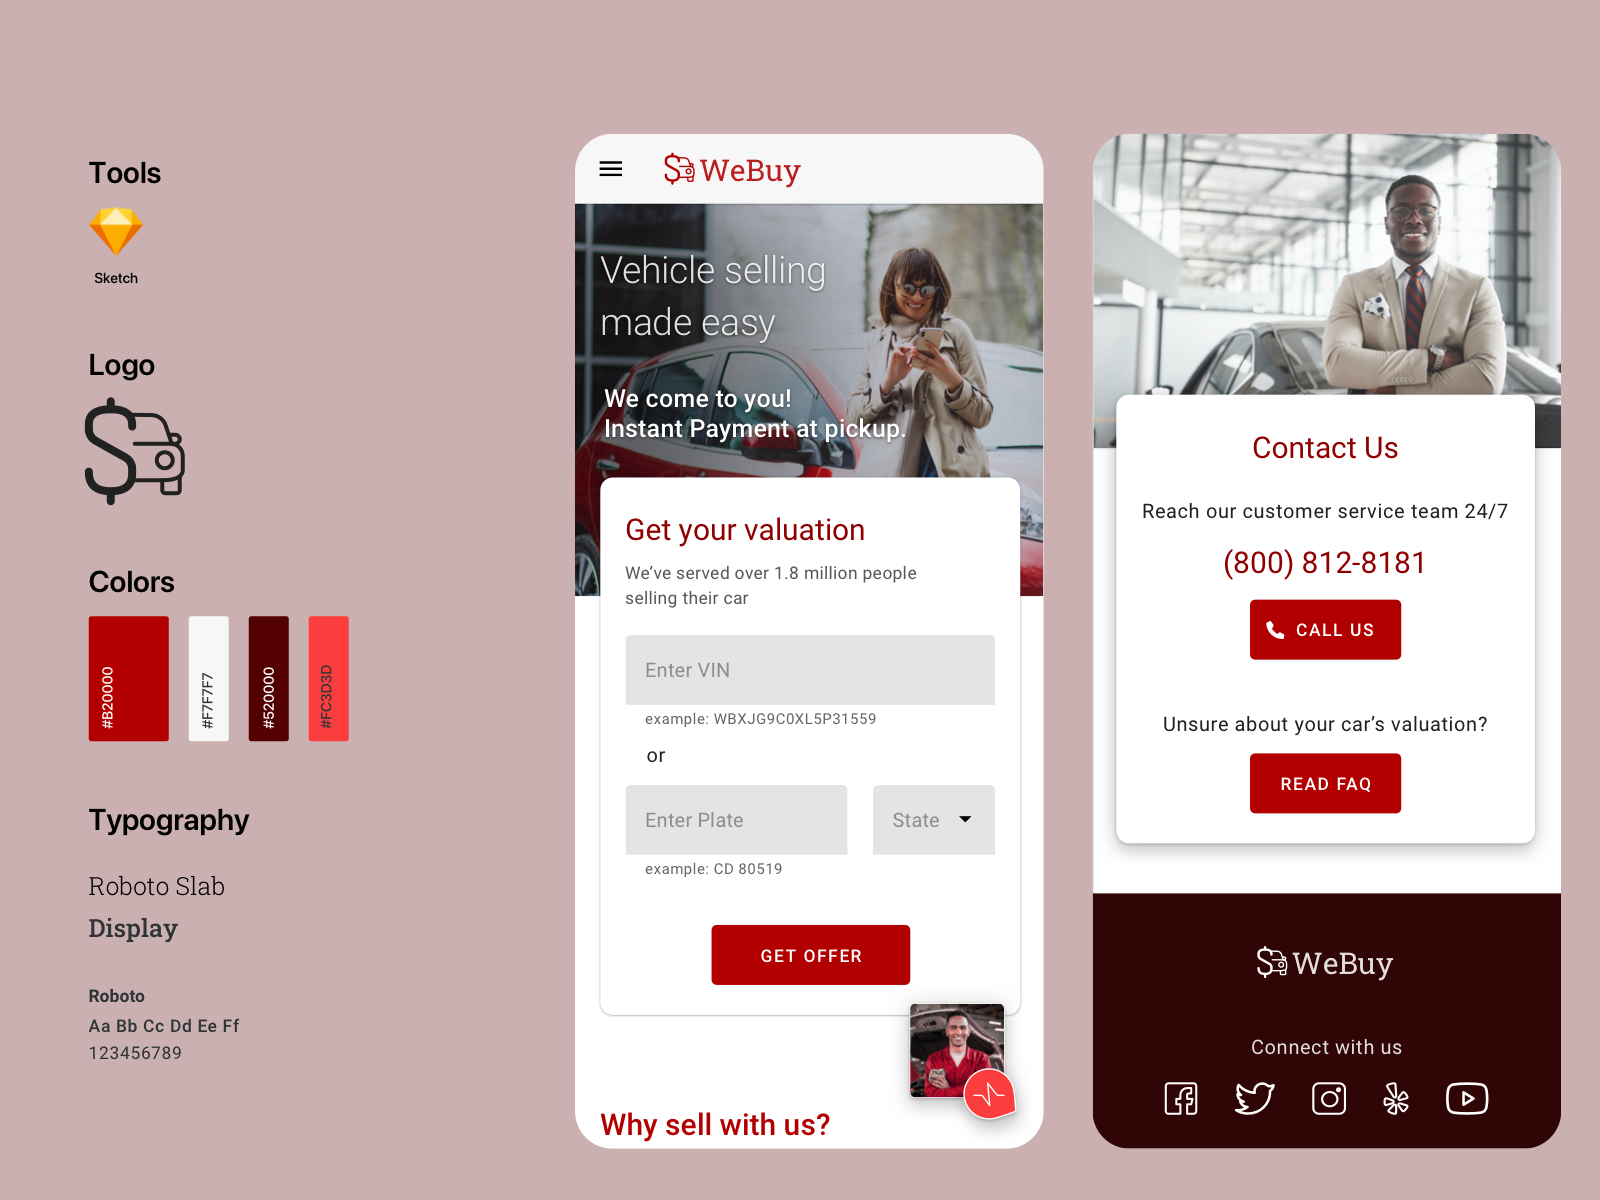 Tools
Sketch
Logo
Colors
#B20000
#F7F7F7
#520000
#FC3D3D
Typography
Roboto Slab
Display
Roboto
Aa Bb Cc Dd Ee Ff
123456789
WeBuy
Vehicle selling
made easy
We come to you!
Instant Payment at pickup.
Get your valuation
We’ve served over 1.8 million people
selling their car
Enter VIN
example: WBXJG9C0XL5P31559
or
Enter Plate
State
example: CD 80519
GET OFFER
Why sell with us?
Contact Us
Reach our customer service team 24/7
(800) 812-8181
CALL US
Unsure about your car’s valuation?
READ FAQ
WeBuy
Connect with us